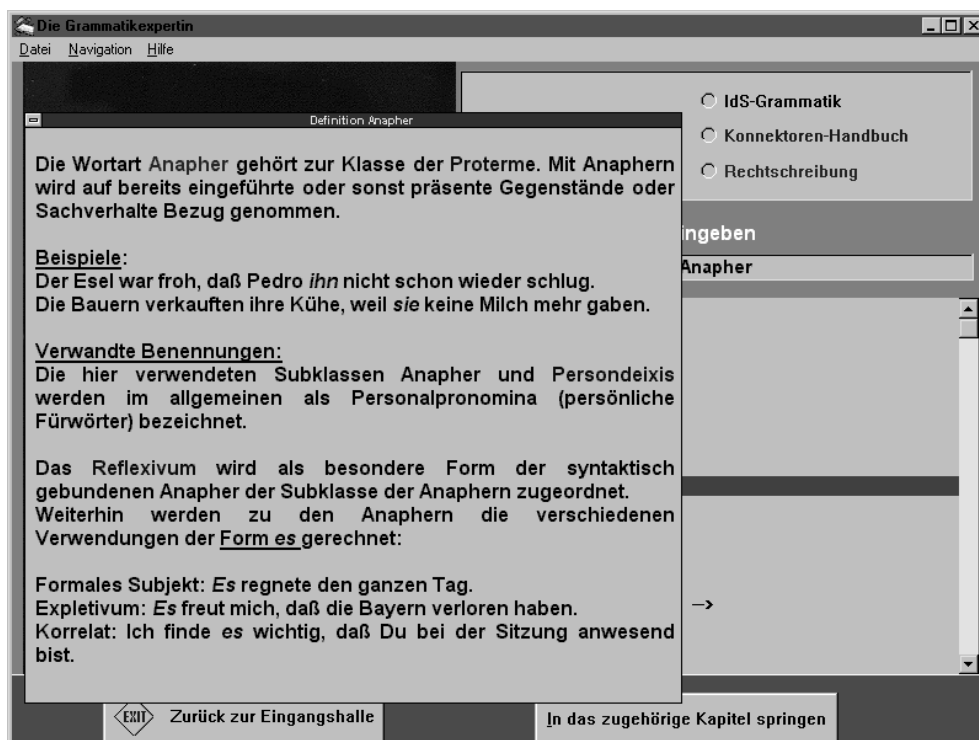 Die Grammatikexpertin
Datei Navigation Hilfe
IdS-Grammatik
Konnektoren-Handbuch
Rechtschreibung
ingeben
Anapher
Definition Anapher
Die Wortart Anapher gehört zur Klasse der Proterme. Mit Anaphern
wird auf bereits eingeführte oder sonst präsente Gegenstände oder
Sachverhalte Bezug genommen.
Beispiele:
Der Esel war froh, daß Pedro ihn nicht schon wieder schlug.
Die Bauern verkauften ihre Kühe, weil sie keine Milch mehr gaben.
Verwandte Benennungen:
Die hier verwendeten Subklassen Anapher und Persondeixis
werden im allgemeinen als Personalpronomina (persönliche
Fürwörter) bezeichnet.
Das Reflexivum wird als besondere Form der syntaktisch
gebundenen Anapher der Subklasse der Anaphern zugeordnet.
Weiterhin werden zu den Anaphern die verschiedenen
Verwendungen der Form es gerechnet:
Formales Subjekt: Es regnete den ganzen Tag.
Expletivum: Es freut mich, daß die Bayern verloren haben.
Korrelat: Ich finde es wichtig, daß Du bei der Sitzung anwesend
bist.
–>
EXIT Zurück zur Eingangshalle
In das zugehörige Kapitel springen